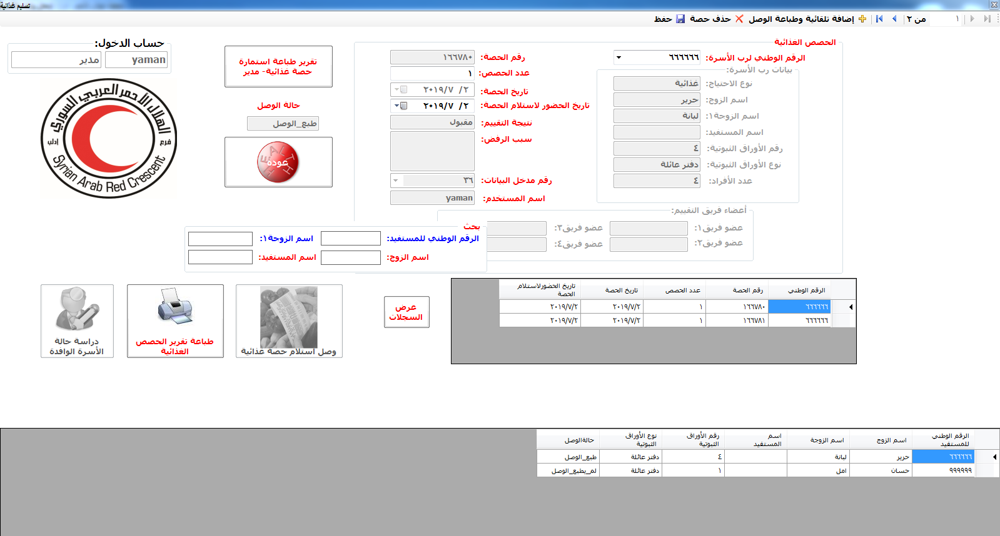 تسليم غذائية
١ من ٢ إضافة تلقائية وطباعة الوصل حذف حصة حفظ
حساب الدخول:
yaman مدير
الهلال الأحمر العربي السوري
فرع إدلب
Syrian Arab Red Crescent
تقرير طباعة استمارة
حصة غذائية- مدير
حالة الوصل
طبع_الوصل
HEALTH
عودة
الحصص الغذائية
الرقم الوطني لرب الأسرة: ٦٦٦٦٦٦
بيانات رب الأسرة:
نوع الاحتياج: غذائية
اسم الزوج: حرير
اسم الزوجة١: لبانة
اسم المستفيد:
رقم الأوراق الثبوتية: ٤
نوع الأوراق الثبوتية: دفتر عائلة
عدد الأفراد: ٤
رقم الحصة: ١٦٦٧٨٠
عدد الحصص: ١
تاريخ الحصة: ٢ /٢٠١٩/٧
تاريخ الحضور لاستلام الحصة: ٢ /٢٠١٩/٧
نتيجة التقييم: مقبول
سبب الرفض:
رقم مدخل البيانات: ٣٦
اسم المستخدم: yaman
أعضاء فريق التقييم:
عضو فريق١: عضو فريق٣:
عضو فريق٢: عضو فريق٤:
بحث
الرقم الوطني للمستفيد: اسم الزوجة١:
اسم الزوج: اسم المستفيد:
دراسة حالة
الأسرة الوافدة
طباعة تقرير الحصص
الغذائية
وصل استلام حصة غذائية
عرض
السجلات
الرقم الوطني رقم الحصة عدد الحصص تاريخ الحصة تاريخ الحضورلاستلام الحصة
٦٦٦٦٦٦ ١٦٦٧٨٠ ١ ٢٠١٩/٧/٢ ٢٠١٩/٧/٢
٦٦٦٦٦٦ ١٦٦٧٨١ ١ ٢٠١٩/٧/٢ ٢٠١٩/٧/٢
الرقم الوطني للمستفيد اسم الزوج اسم الزوجة اسم المستفيد رقم الأوراق الثبوتية نوع الأوراق الثبوتية حالةالوصل
٦٦٦٦٦٦ حرير لبانة ٤ دفتر عائلة طبع_الوصل
٩٩٩٩٩٩ حسان امل ١ دفتر عائلة لم_يطبع_الوصل